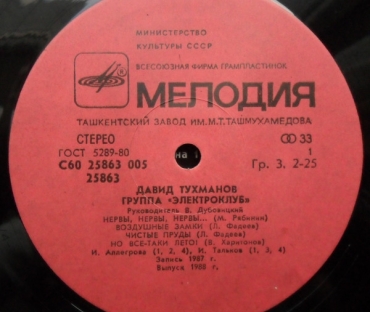 МИНИСТЕРСТВО
КУЛЬТУРЫ СССР
ВСЕСОЮЗНАЯ ФИРМА ГРАМПЛАСТИНОК
МЕЛОДИЯ
ТАШКЕНТСКИЙ ЗАВОД ИМ. М.Т. ТАШМУХАМЕДОВА
СТЕРЕО 33
ГОСТ 5289-80 1
С60 25863 005 Гр. 3. 2-25
25863
ДАВИД ТУХМАНОВ
ГРУППА «ЭЛЕКТРОКЛУБ»
Руководитель В. Дубовицкий
НЕРВЫ, НЕРВЫ, НЕРВЫ... (М. Рябинин)
ВОЗДУШНЫЕ ЗАМКИ (Л. Фадеев)
ЧИСТЫЕ ПРУДЫ (Л. Фадеев)
НО ВСЕ-ТАКИ ЛЕТО! (В. Харитонов)
И. Аллегрова (1, 2, 4), И. Тальков (1, 3, 4)
Запись 1987 г.
Выпуск 1988 г.